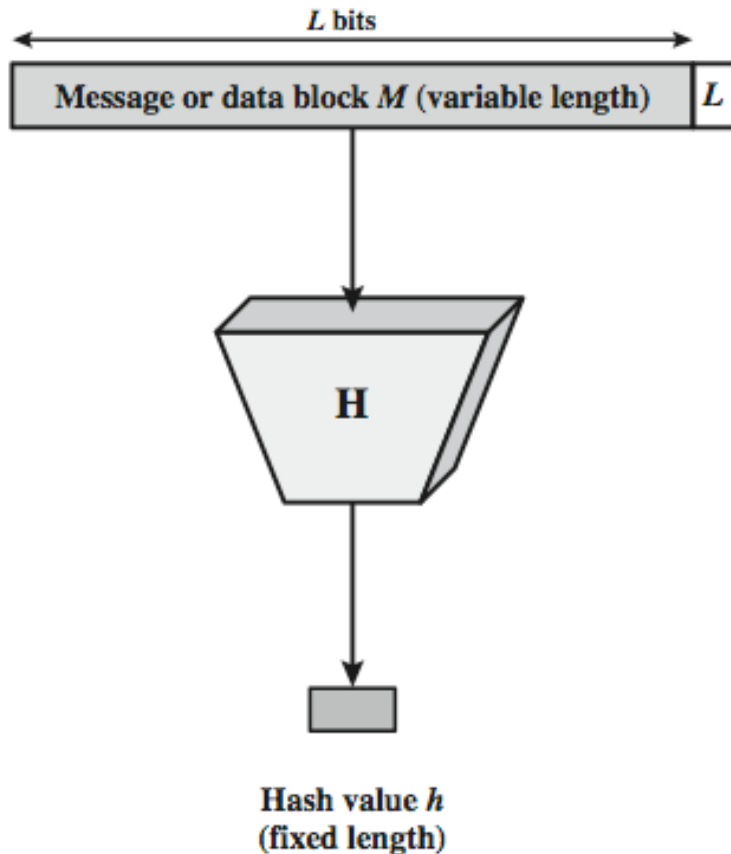 L bits
Message or data block M (variable length) L
H
Hash value h
(fixed length)